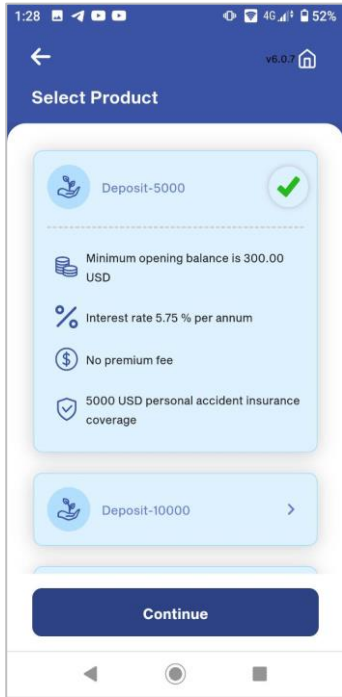 1:28 4G 52%
v6.0.7
Select Product
Deposit-5000
Minimum opening balance is 300.00
USD
Interest rate 5.75 % per annum
No premium fee
5000 USD personal accident insurance
coverage
Deposit-10000
Continue